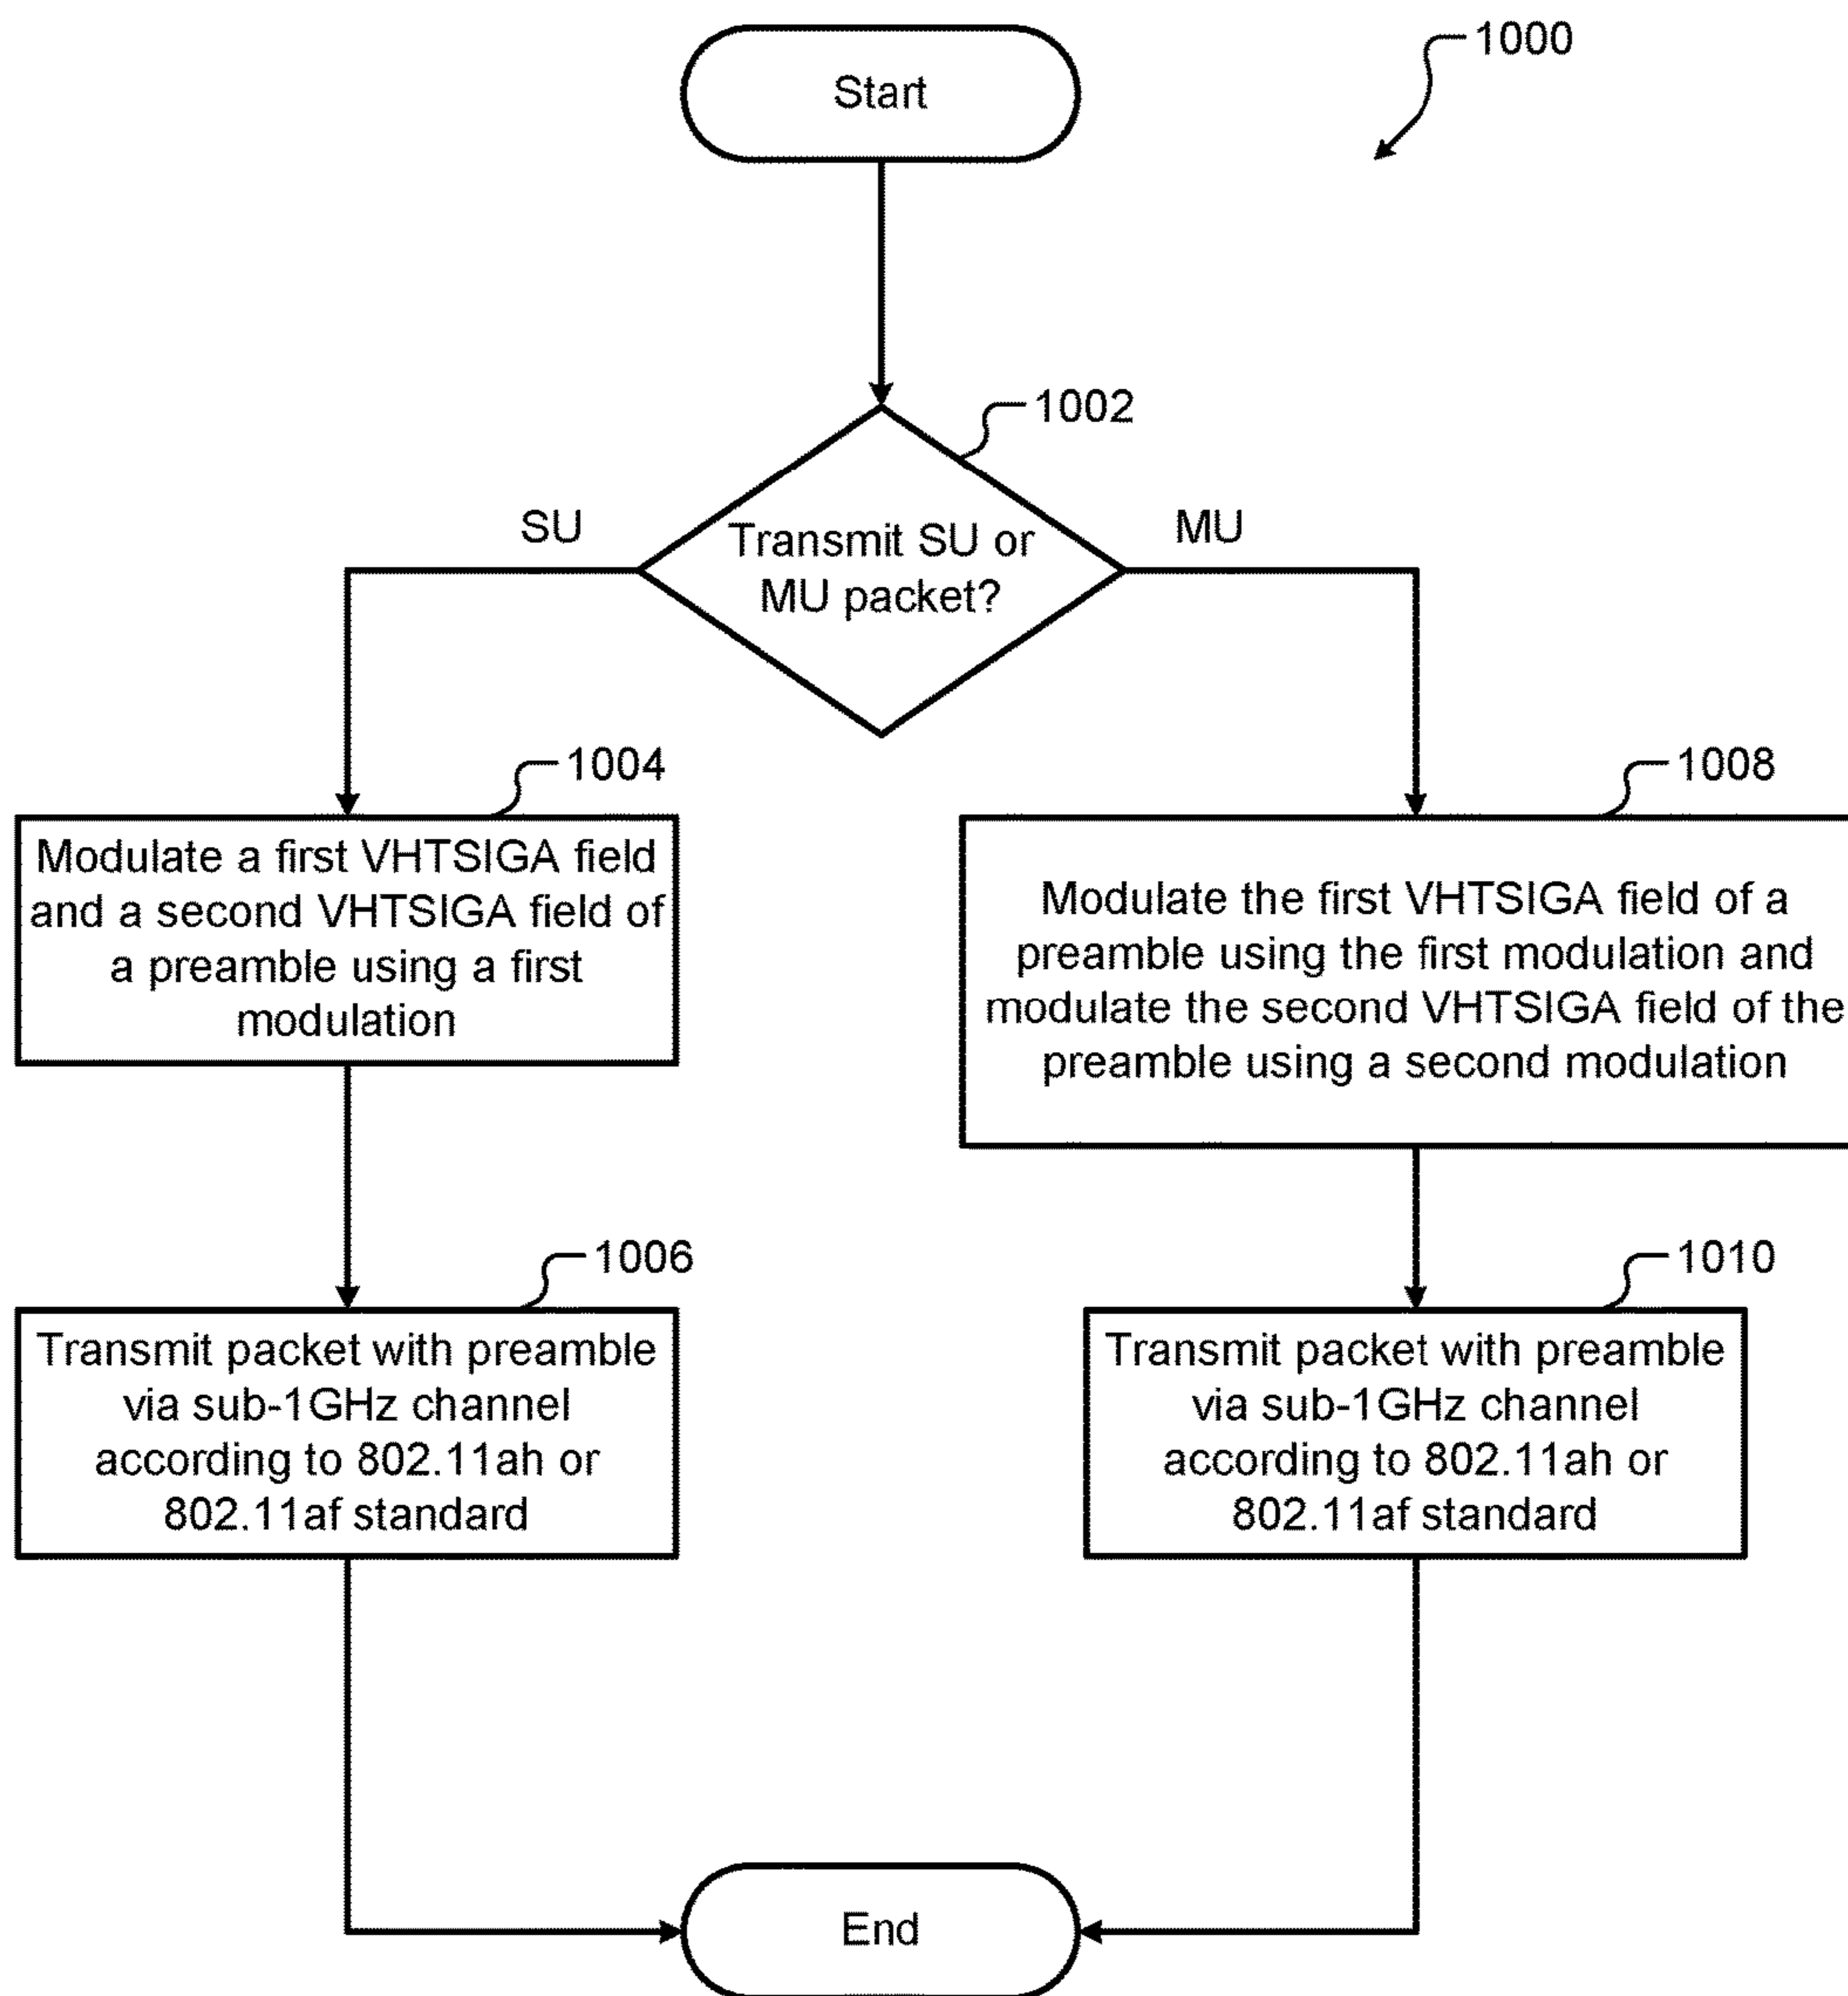 1000
Start
1002
SU
Transmit SU or
MU packet?
MU
1004
Modulate a first VHTSIGA field
and a second VHTSIGA field of
a preamble using a first
modulation
1008
Modulate the first VHTSIGA field of a
preamble using the first modulation and
modulate the second VHTSIGA field of the
preamble using a second modulation
1006
Transmit packet with preamble
via sub-1GHz channel
according to 802.11ah or
802.11af standard
1010
Transmit packet with preamble
via sub-1GHz channel
according to 802.11ah or
802.11af standard
End